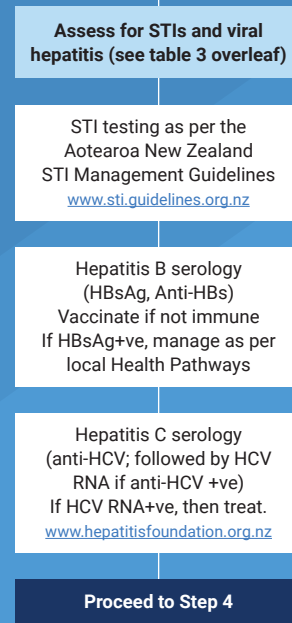 Assess for STIs and viral
hepatitis (see table 3 overleaf)
STI testing as per the
Aotearoa New Zealand
STI Management Guidelines
www.sti.guidelines.org.nz
Hepatitis B serology
(HBsAg, Anti-HBs)
Vaccinate if not immune
If HBsAg+ve, manage as per
local Health Pathways
Hepatitis C serology
(anti-HCV; followed by HCV
RNA if anti-HCV +ve)
If HCV RNA+ve, then treat.
www.hepatitisfoundation.org.nz
Proceed to Step 4